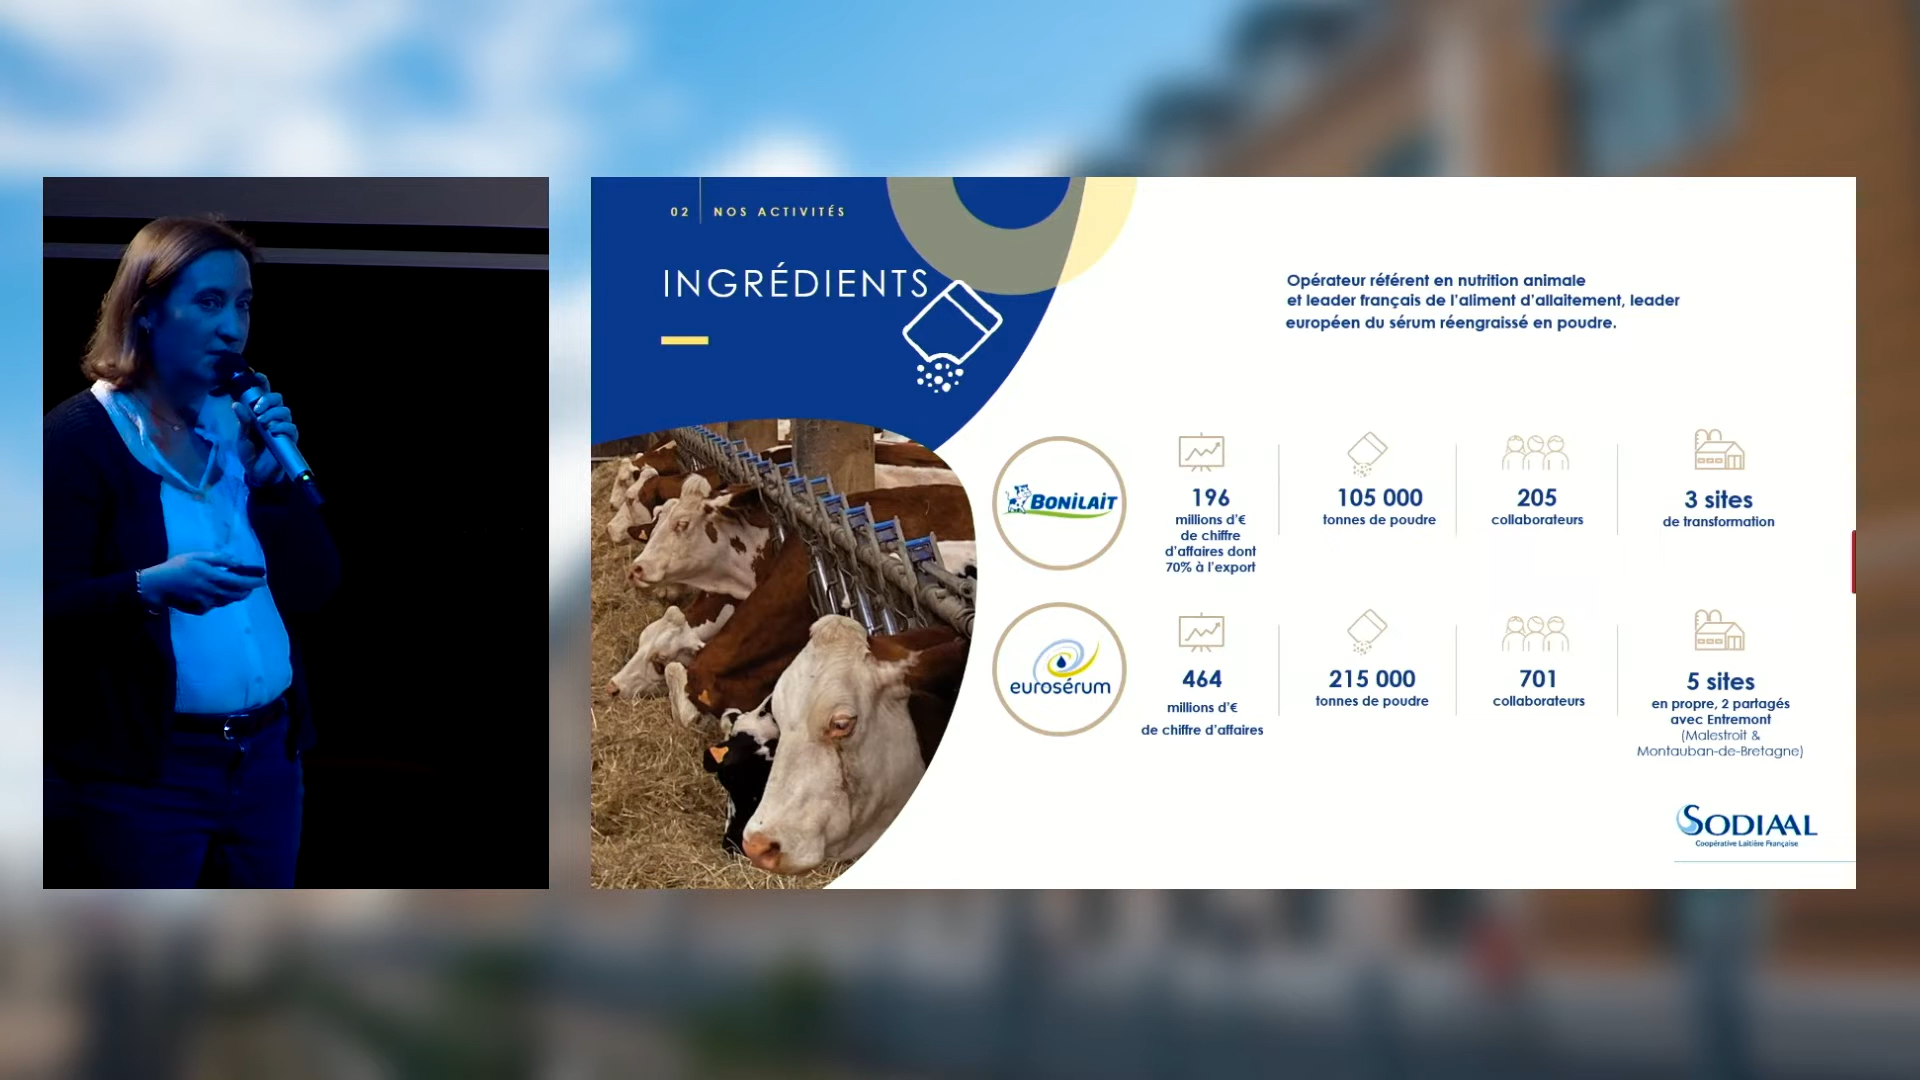 02 NOS ACTIVITÉS
INGRÉDIENTS
Opérateur référent en nutrition animale
et leader français de l'aliment d'allaitement, leader
européen du sérum réengraissé en poudre.
BONILAIT
196
millions d'€
de chiffre
d'affaires dont
70% à l'export
105 000
tonnes de poudre
205
collaborateurs
3 sites
de transformation
eurosérum
464
millions d'€
de chiffre d'affaires
215 000
tonnes de poudre
701
collaborateurs
5 sites
en propre, 2 partagés
avec Entremont
(Malestroit &
Montauban-de-Bretagne)
SODIAAL
Coopérative Laitière Française